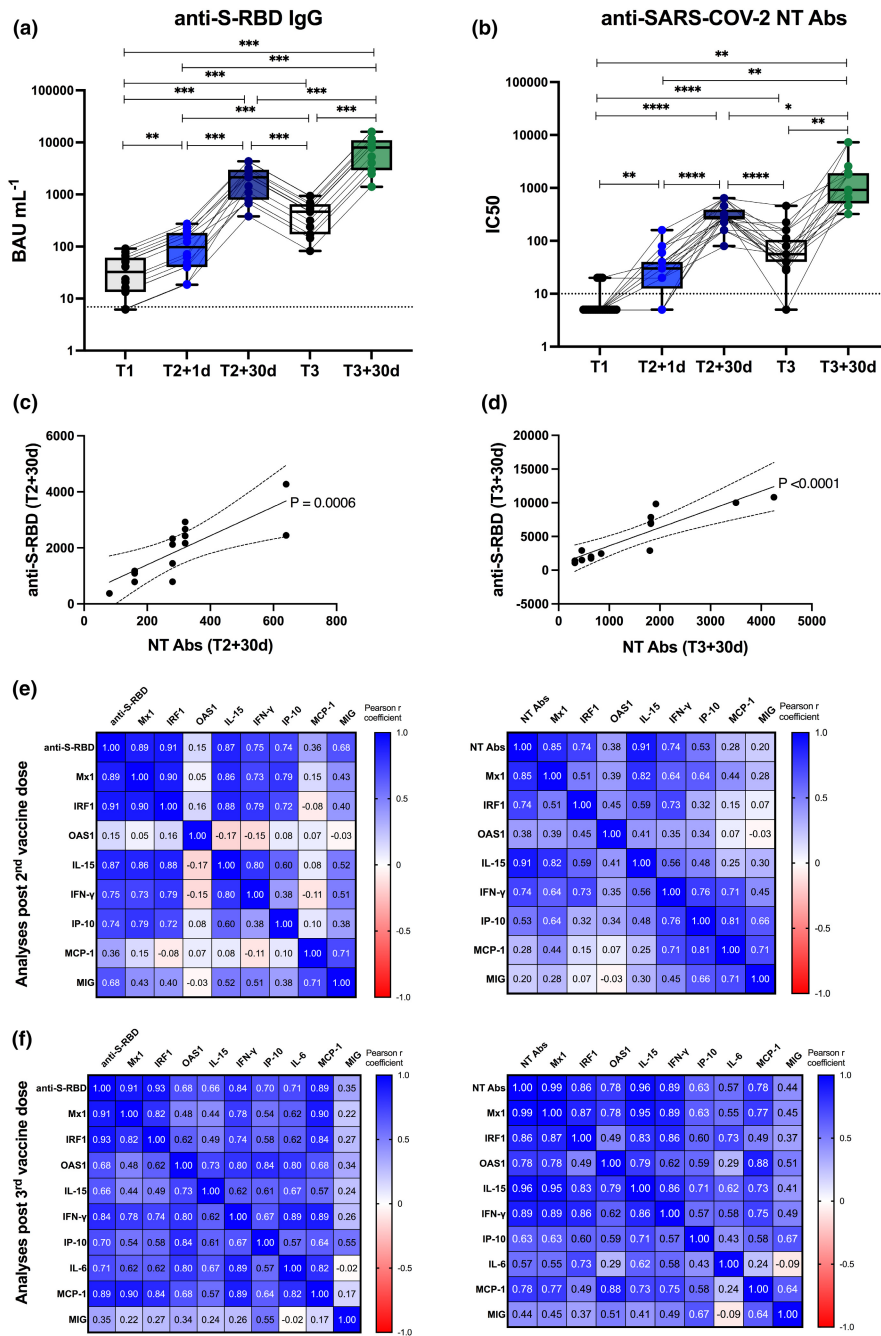 (a)
anti-S-RBD IgG
***
***
***
***
***
***
***
**
***
***
***
BAU mL-1
100000
10000
1000
100
10
1
T1 T2+1d T2+30d T3 T3+30d
(b)
anti-SARS-COV-2 NT Abs
**
**
****
****
*
**
**
****
****
IC50
100000
10000
1000
100
10
1
T1 T2+1d T2+30d T3 T3+30d
(c)
anti-S-RBD (T2+30d)
6000
4000
2000
0
P = 0.0006
0 200 400 600 800
NT Abs (T2+30d)
(d)
anti-S-RBD (T3+30d)
20000
15000
10000
5000
0
-5000
P <0.0001
0 1000 2000 3000 4000 5000
NT Abs (T3+30d)
(e)
Analyses post 2nd vaccine dose
anti-S-RBD Mx1 IRF1 OAS1 IL-15 IFN-γ IP-10 MCP-1 MIG
Pearson r
coefficient
anti-S-RBD 1.00 0.89 0.91 0.15 0.87 0.75 0.74 0.36 0.68
Mx1 0.89 1.00 0.90 0.05 0.86 0.73 0.79 0.15 0.43
IRF1 0.91 0.90 1.00 0.16 0.88 0.79 0.72 -0.08 0.40
OAS1 0.15 0.05 0.16 1.00 -0.17 -0.15 0.08 0.07 -0.03
IL-15 0.87 0.86 0.88 -0.17 1.00 0.80 0.60 0.08 0.52
IFN-γ 0.75 0.73 0.79 -0.15 0.80 1.00 0.38 -0.11 0.51
IP-10 0.74 0.79 0.72 0.08 0.60 0.38 1.00 0.10 0.38
MCP-1 0.36 0.15 -0.08 0.07 0.08 -0.11 0.10 1.00 0.71
MIG 0.68 0.43 0.40 -0.03 0.52 0.51 0.38 0.71 1.00
1.0
0.5
0
-0.5
-1.0
NT Abs Mx1 IRF1 OAS1 IL-15 IFN-γ IP-10 MCP-1 MIG
Pearson r
coefficient
NT Abs 1.00 0.85 0.74 0.38 0.91 0.74 0.53 0.28 0.20
Mx1 0.85 1.00 0.51 0.39 0.82 0.64 0.64 0.44 0.28
IRF1 0.74 0.51 1.00 0.45 0.59 0.73 0.32 0.15 0.07
OAS1 0.38 0.39 0.45 1.00 0.41 0.35 0.34 0.07 -0.03
IL-15 0.91 0.82 0.59 0.41 1.00 0.56 0.48 0.25 0.30
IFN-γ 0.74 0.64 0.73 0.35 0.56 1.00 0.76 0.71 0.45
IP-10 0.53 0.64 0.32 0.34 0.48 0.76 1.00 0.81 0.66
MCP-1 0.28 0.44 0.15 0.07 0.25 0.71 0.81 1.00 0.71
MIG 0.20 0.28 0.07 -0.03 0.30 0.45 0.66 0.71 1.00
1.0
0.5
0
-0.5
-1.0
(f)
Analyses post 3rd vaccine dose
anti-S-RBD Mx1 IRF1 OAS1 IL-15 IFN-γ IP-10 IL-6 MCP-1 MIG
Pearson r
coefficient
anti-S-RBD 1.00 0.91 0.93 0.68 0.66 0.84 0.70 0.71 0.89 0.35
Mx1 0.91 1.00 0.82 0.48 0.44 0.78 0.54 0.62 0.90 0.22
IRF1 0.93 0.82 1.00 0.62 0.49 0.74 0.58 0.62 0.84 0.27
OAS1 0.68 0.48 0.62 1.00 0.73 0.80 0.84 0.80 0.68 0.34
IL-15 0.66 0.44 0.49 0.73 1.00 0.62 0.61 0.67 0.57 0.24
IFN-γ 0.84 0.78 0.74 0.80 0.62 1.00 0.67 0.89 0.89 0.26
IP-10 0.70 0.54 0.58 0.84 0.61 0.67 1.00 0.57 0.64 0.55
IL-6 0.71 0.62 0.62 0.80 0.67 0.89 0.57 1.00 0.82 -0.02
MCP-1 0.89 0.90 0.84 0.68 0.57 0.89 0.64 0.82 1.00 0.17
MIG 0.35 0.22 0.27 0.34 0.24 0.26 0.55 -0.02 0.17 1.00
1.0
0.5
0
-0.5
-1.0
NT Abs Mx1 IRF1 OAS1 IL-15 IFN-γ IP-10 IL-6 MCP-1 MIG
Pearson r
coefficient
NT Abs 1.00 0.99 0.86 0.78 0.96 0.89 0.63 0.57 0.78 0.44
Mx1 0.99 1.00 0.87 0.78 0.95 0.89 0.63 0.55 0.77 0.45
IRF1 0.86 0.87 1.00 0.49 0.83 0.86 0.60 0.73 0.49 0.37
OAS1 0.78 0.78 0.49 1.00 0.79 0.62 0.59 0.29 0.88 0.51
IL-15 0.96 0.95 0.83 0.79 1.00 0.86 0.71 0.62 0.73 0.41
IFN-γ 0.89 0.89 0.86 0.62 0.86 1.00 0.57 0.58 0.75 0.49
IP-10 0.63 0.63 0.60 0.59 0.71 0.57 1.00 0.43 0.58 0.67
IL-6 0.57 0.55 0.73 0.29 0.62 0.58 0.43 1.00 0.24 -0.09
MCP-1 0.78 0.77 0.49 0.88 0.73 0.75 0.58 0.24 1.00 0.64
MIG 0.44 0.45 0.37 0.51 0.41 0.49 0.67 -0.09 0.64 1.00
1.0
0.5
0
-0.5
-1.0